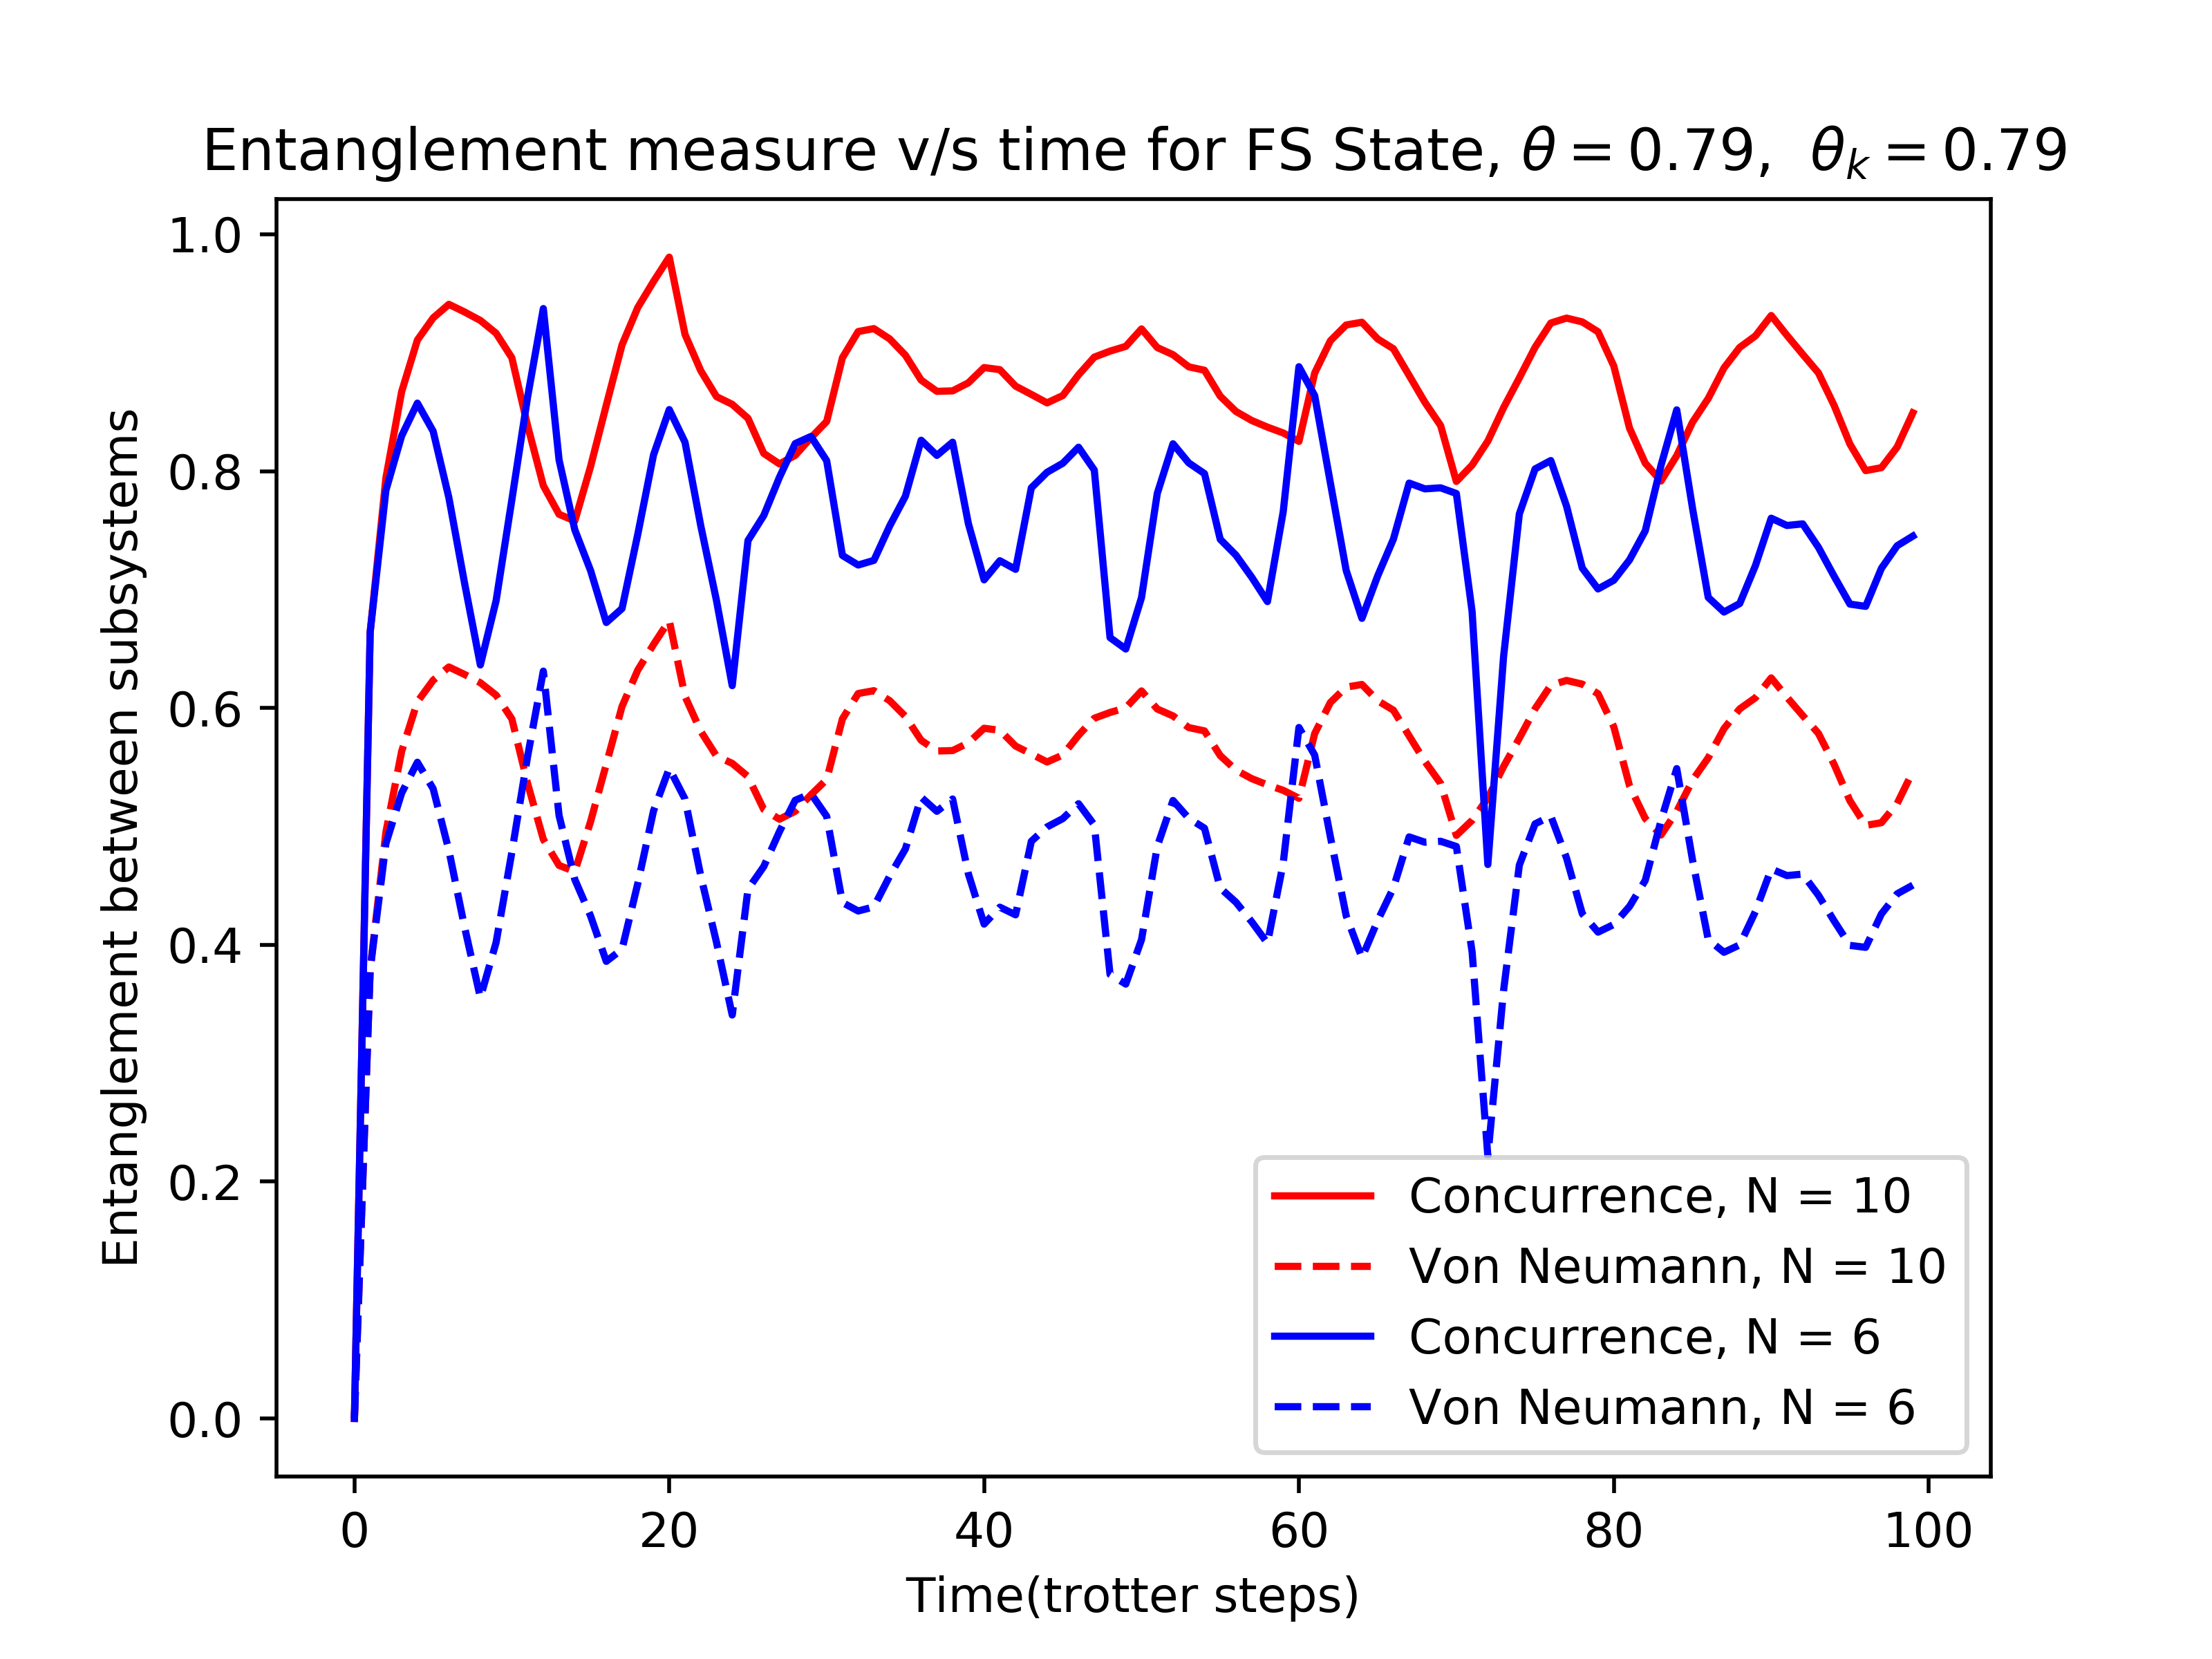 Entanglement measure v/s time for FS State, θ = 0.79, θₖ = 0.79
Entanglement between subsystems
1.0
0.8
0.6
0.4
0.2
0.0
Concurrence, N = 10
Von Neumann, N = 10
Concurrence, N = 6
Von Neumann, N = 6
0 20 40 60 80 100
Time(trotter steps)